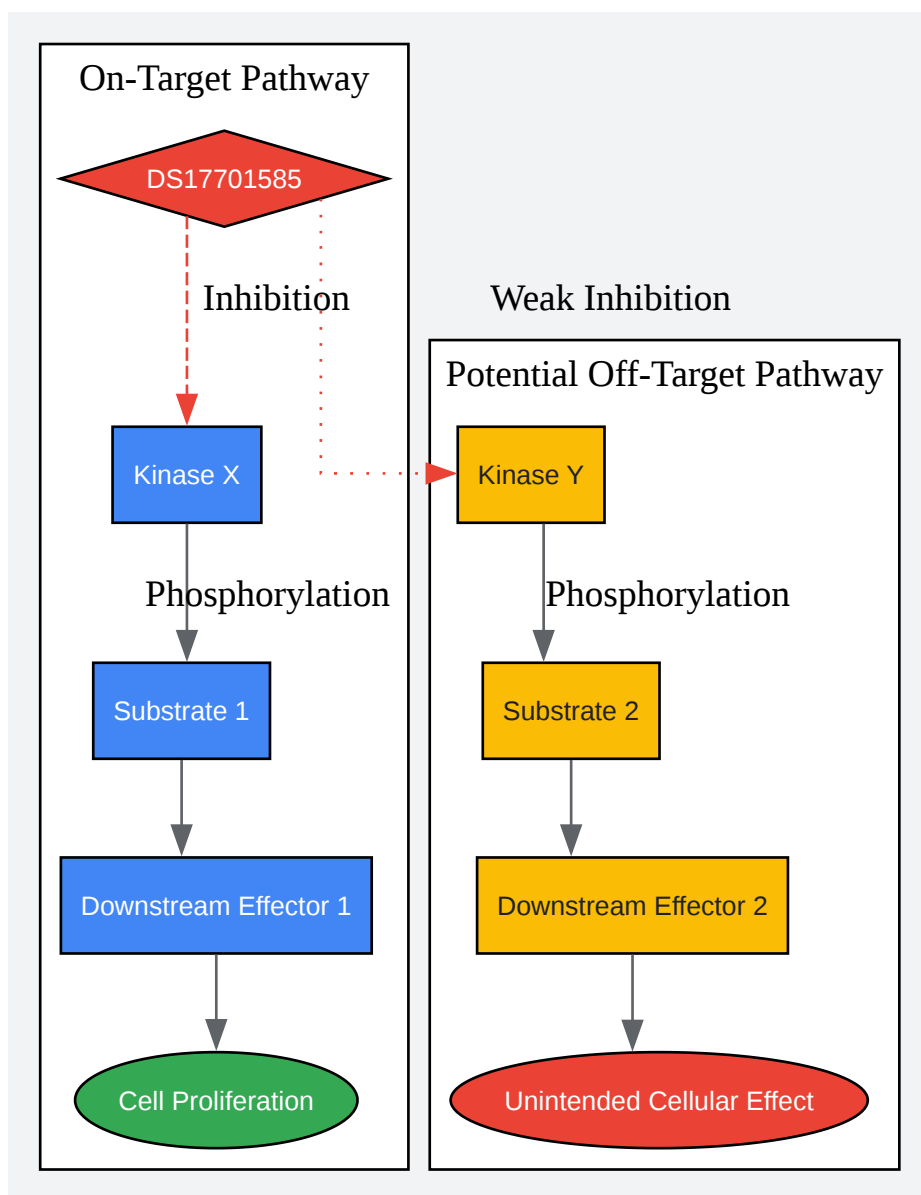 On-Target Pathway
DS17701585
Inhibition
Weak Inhibition
Potential Off-Target Pathway
Kinase X
Kinase Y
Phosphorylation
Phosphorylation
Substrate 1
Substrate 2
Downstream Effector 1
Downstream Effector 2
Cell Proliferation
Unintended Cellular Effect